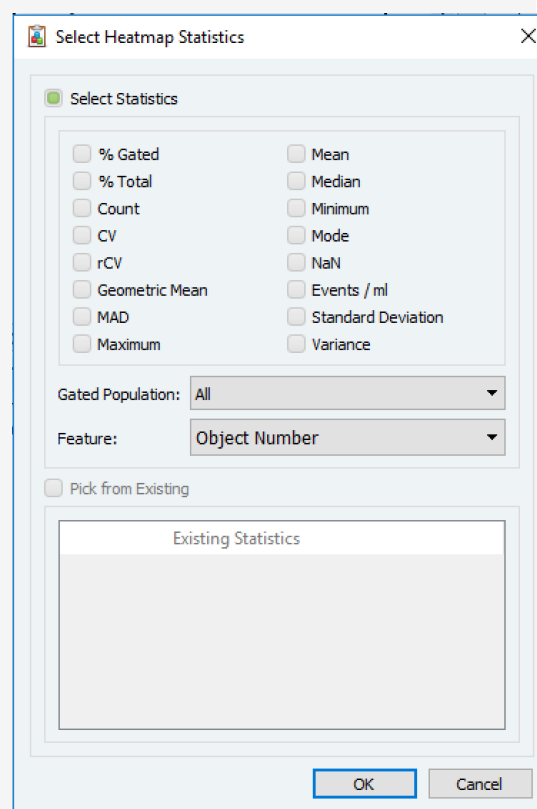 Select Heatmap Statistics
Select Statistics
% Gated
Mean
% Total
Median
Count
Minimum
CV
Mode
rCV
NaN
Geometric Mean
Events / ml
MAD
Standard Deviation
Maximum
Variance
Gated Population: All
Feature: Object Number
Pick from Existing
Existing Statistics
OK Cancel